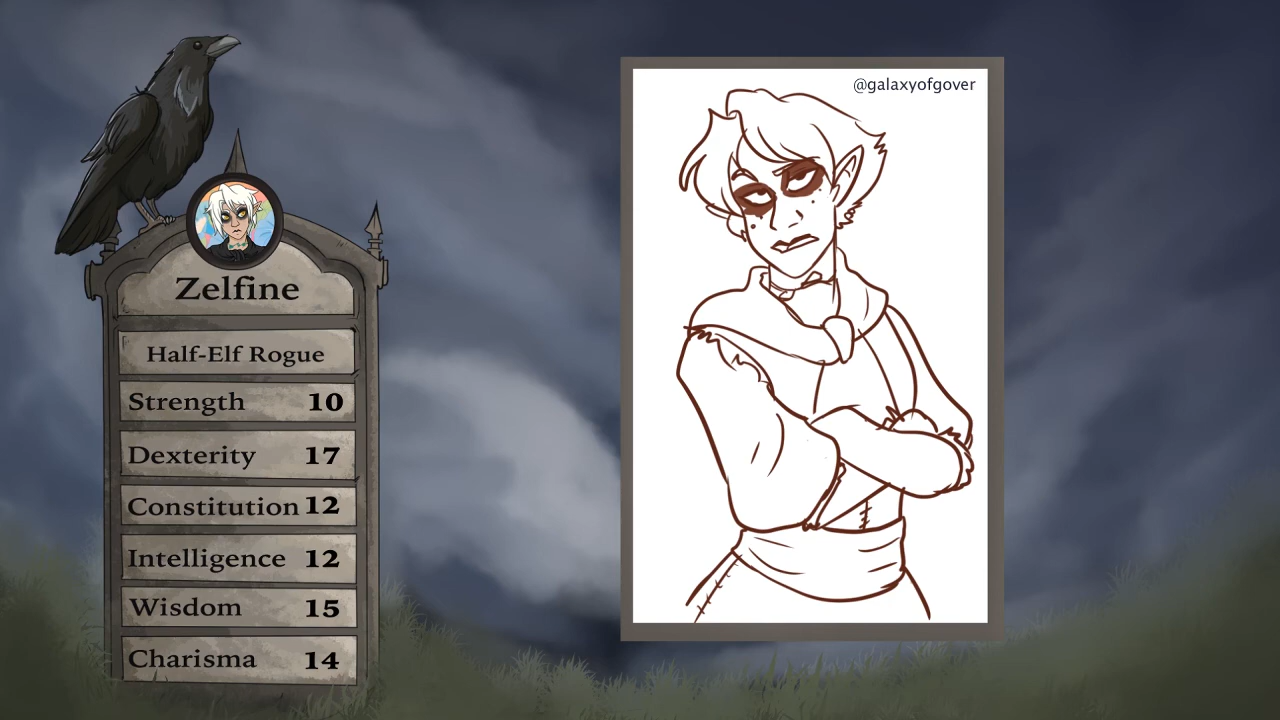 Zelfine
Half-Elf Rogue
Strength 10
Dexterity 17
Constitution 12
Intelligence 12
Wisdom 15
Charisma 14
@galaxyofgover